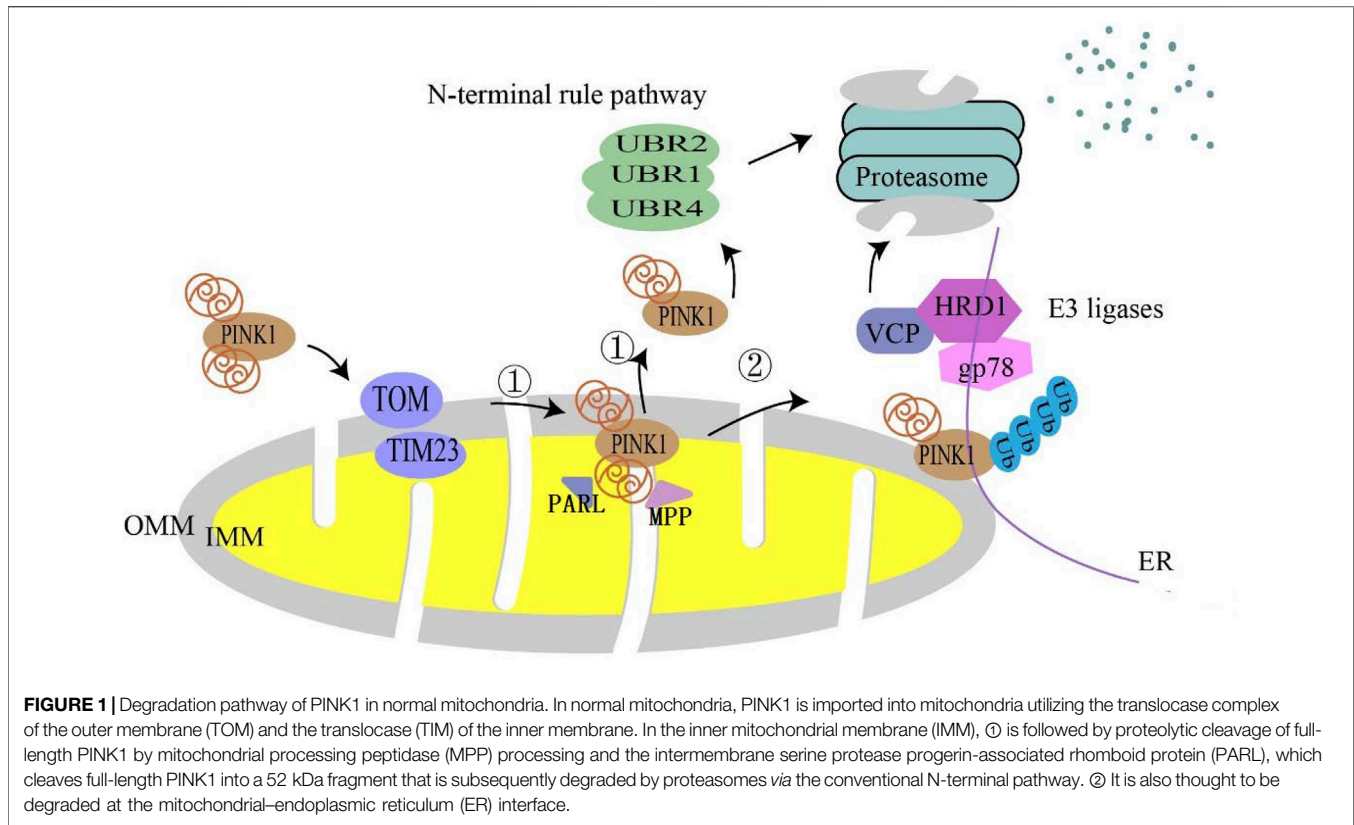 N-terminal rule pathway
UBR2
UBR1
UBR4
Proteasome
PINK1
PINK1
VCP
HRD1
E3 ligases
gp78
①
①
②
TOM
TIM23
PINK1
PINK1
Ub
Ub
Ub
Ub
PARL
MPP
OMM
IMM
ER
FIGURE 1 | Degradation pathway of PINK1 in normal mitochondria. In normal mitochondria, PINK1 is imported into mitochondria utilizing the translocase complex
of the outer membrane (TOM) and the translocase (TIM) of the inner membrane. In the inner mitochondrial membrane (IMM), ① is followed by proteolytic cleavage of full-
length PINK1 by mitochondrial processing peptidase (MPP) processing and the intermembrane serine protease progerin-associated rhomboid protein (PARL), which
cleaves full-length PINK1 into a 52 kDa fragment that is subsequently degraded by proteasomes via the conventional N-terminal pathway. ② It is also thought to be
degraded at the mitochondrial–endoplasmic reticulum (ER) interface.